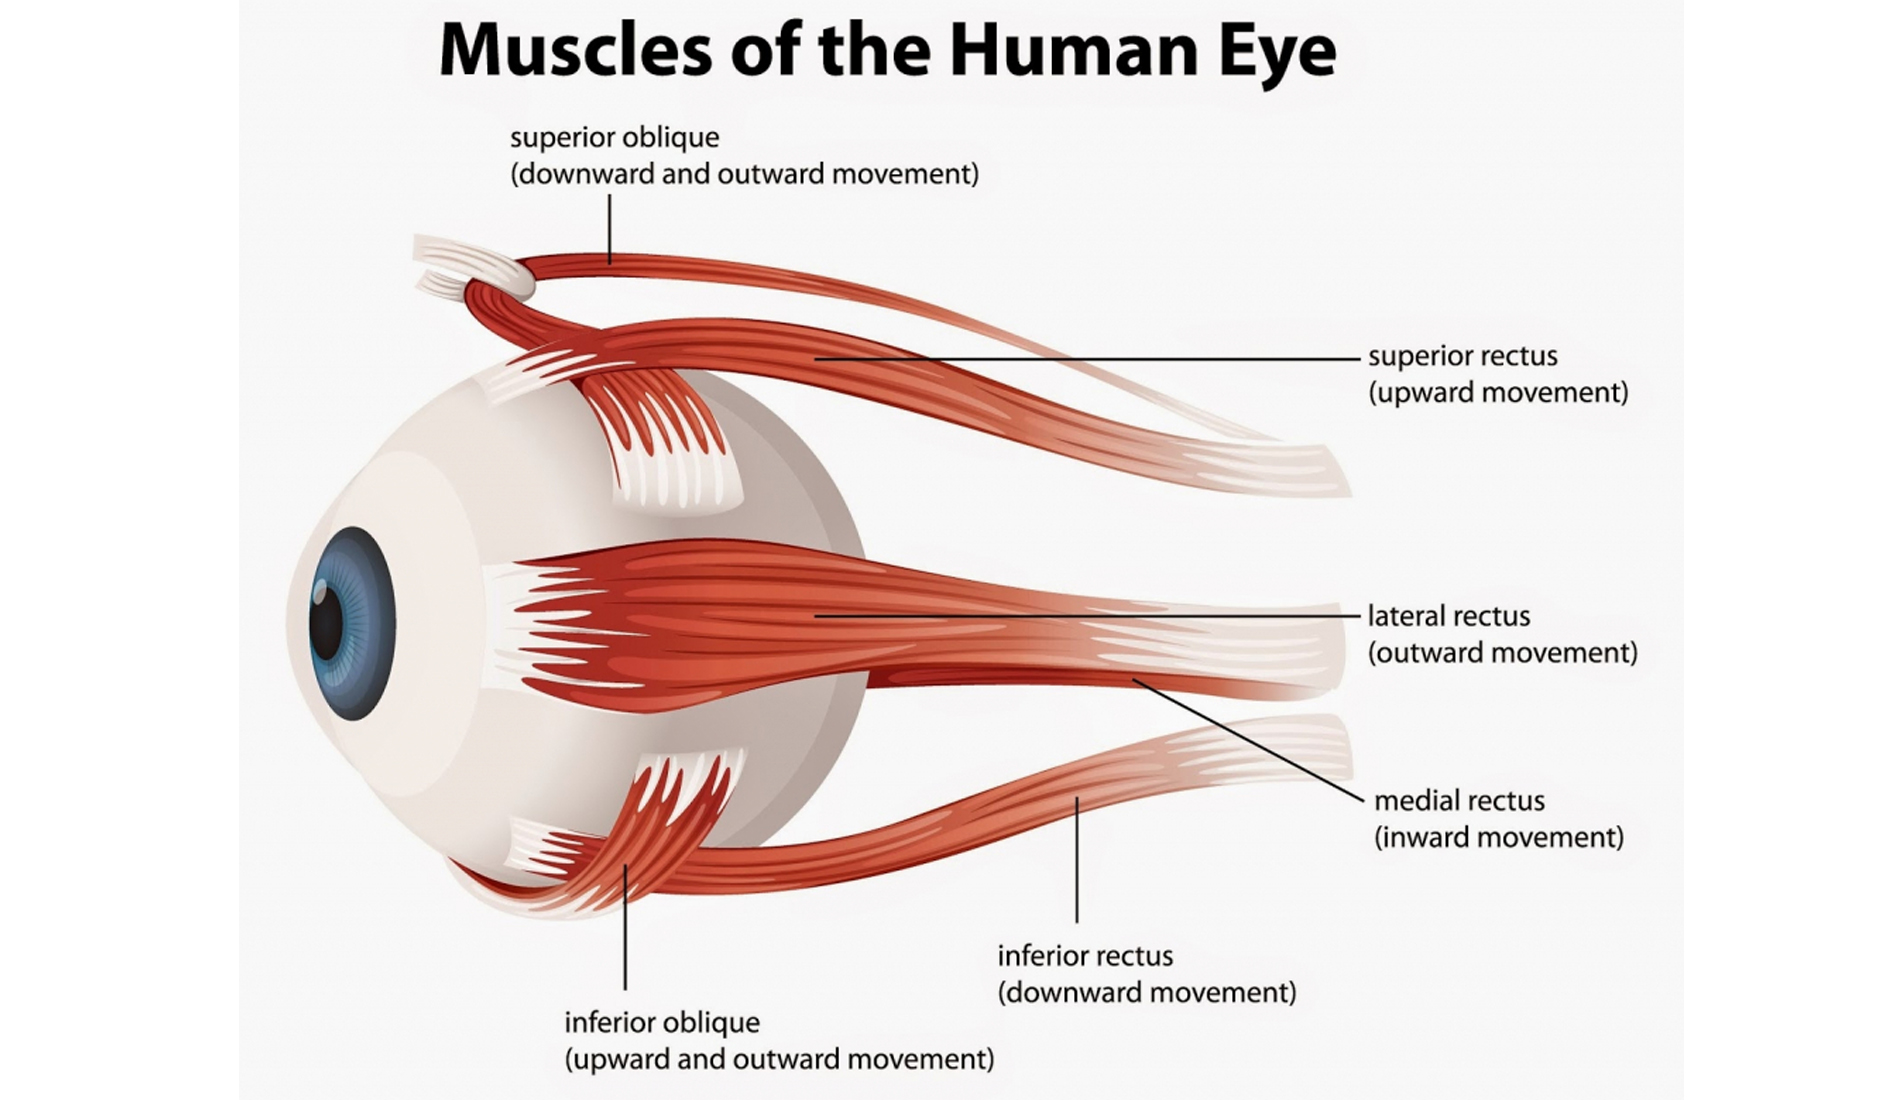 Muscles of the Human Eye
superior oblique
(downward and outward movement)
superior rectus
(upward movement)
lateral rectus
(outward movement)
medial rectus
(inward movement)
inferior rectus
(downward movement)
inferior oblique
(upward and outward movement)